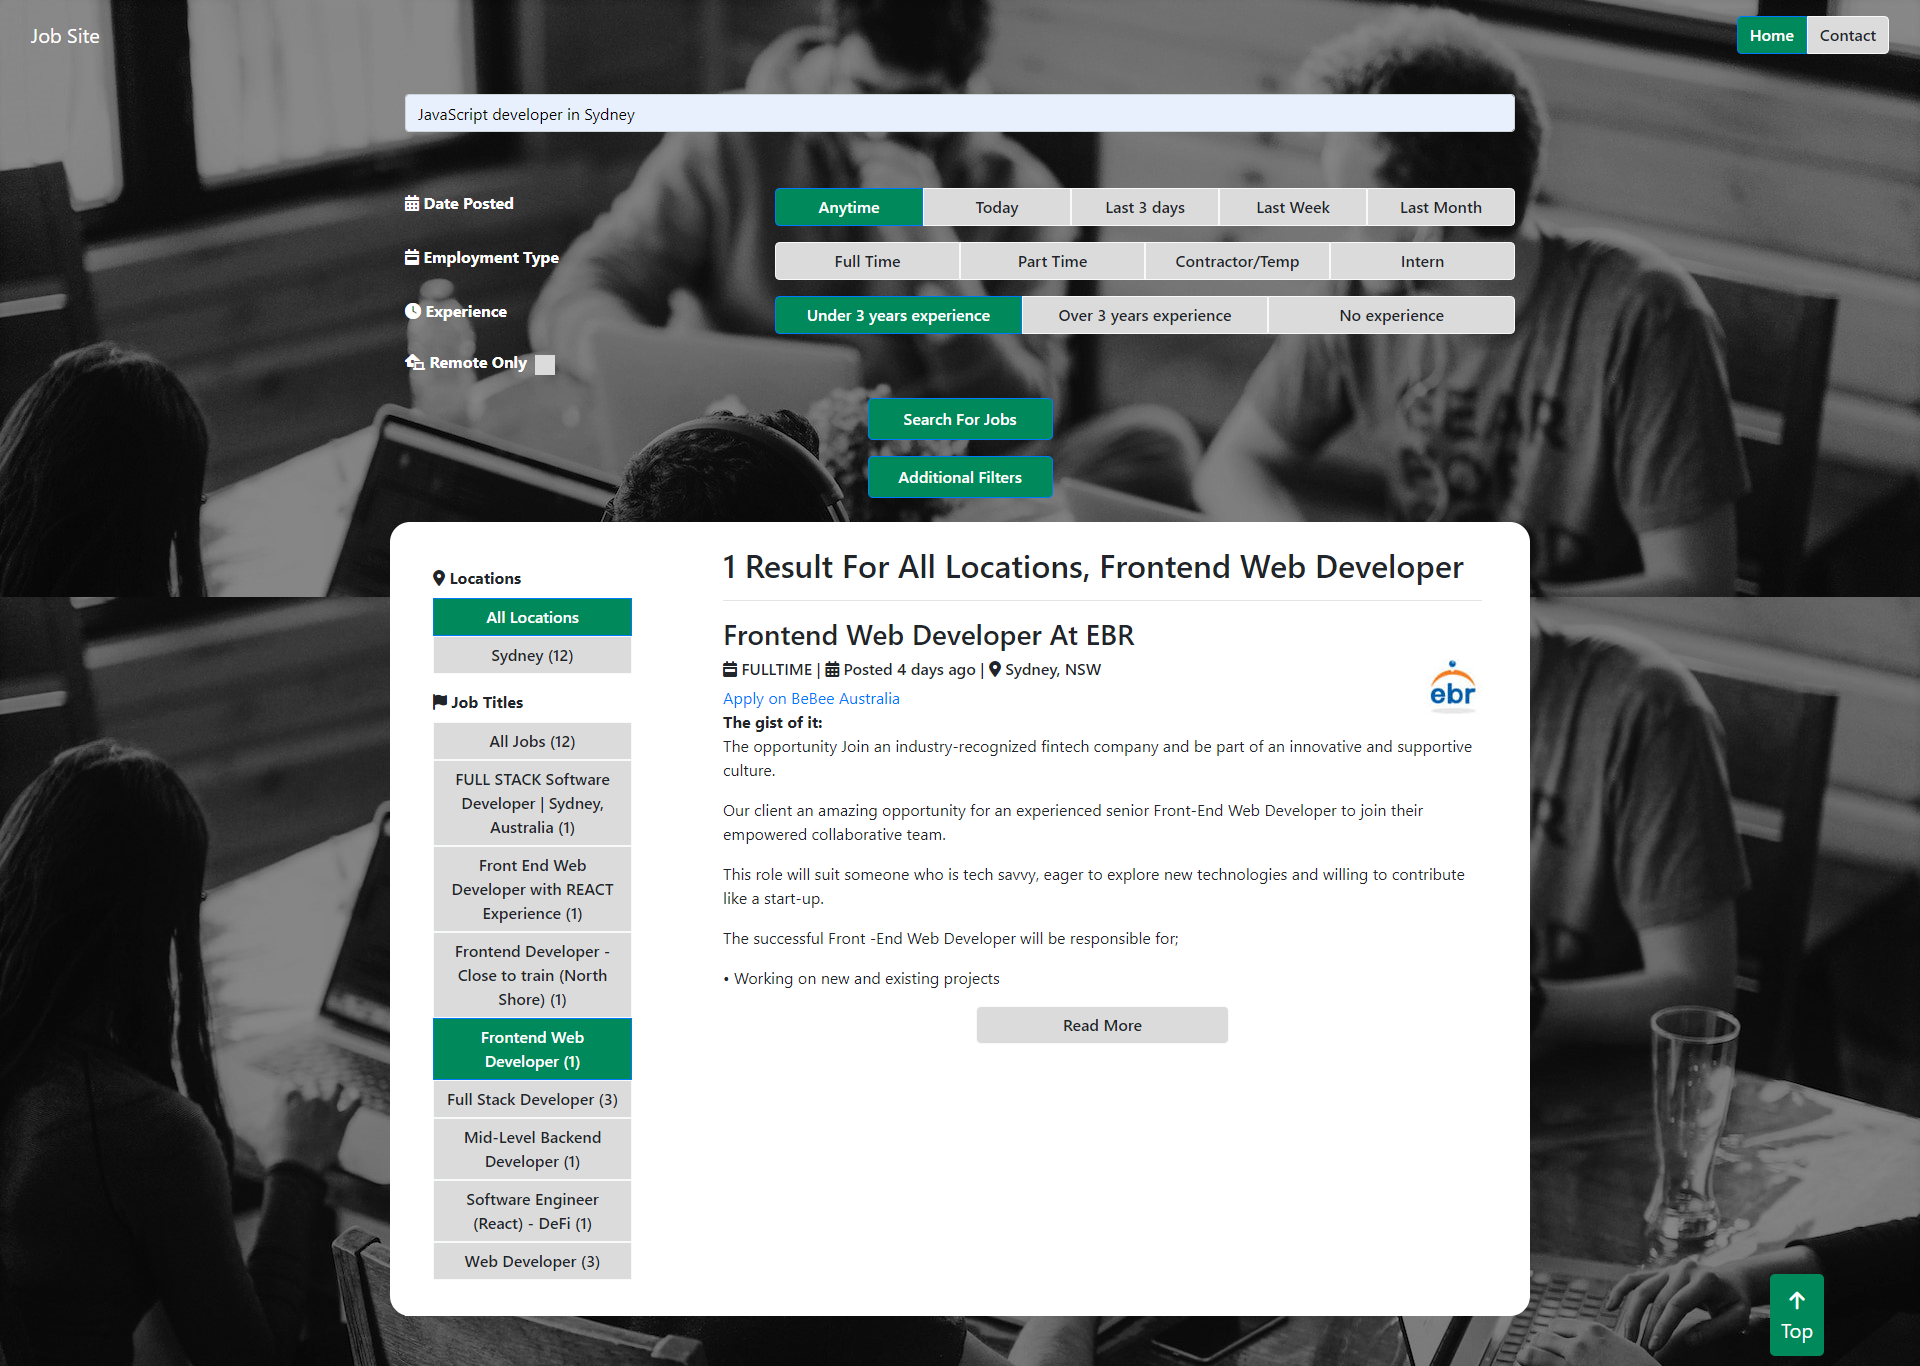 Job Site
Home
Contact
JavaScript developer in Sydney
Date Posted
Anytime
Today
Last 3 days
Last Week
Last Month
Employment Type
Full Time
Part Time
Contractor/Temp
Intern
Experience
Under 3 years experience
Over 3 years experience
No experience
Remote Only
Search For Jobs
Additional Filters
Locations
All Locations
Sydney (12)
Job Titles
All Jobs (12)
FULL STACK Software
Developer | Sydney,
Australia (1)
Front End Web
Developer with REACT
Experience (1)
Frontend Developer -
Close to train (North
Shore) (1)
Frontend Web
Developer (1)
Full Stack Developer (3)
Mid-Level Backend
Developer (1)
Software Engineer
(React) - DeFi (1)
Web Developer (3)
1 Result For All Locations, Frontend Web Developer
Frontend Web Developer At EBR
FULLTIME | Posted 4 days ago | Sydney, NSW
ebr
Apply on BeBee Australia
The gist of it:
The opportunity Join an industry-recognized fintech company and be part of an innovative and supportive
culture.
Our client an amazing opportunity for an experienced senior Front-End Web Developer to join their
empowered collaborative team.
This role will suit someone who is tech savvy, eager to explore new technologies and willing to contribute
like a start-up.
The successful Front -End Web Developer will be responsible for;
• Working on new and existing projects
Read More
Top